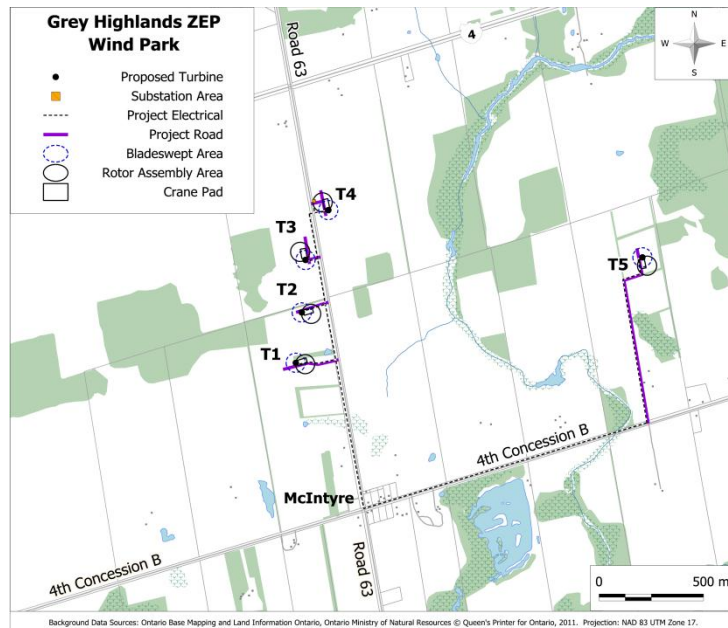 Grey Highlands ZEP
Wind Park
Proposed Turbine
Substation Area
Project Electrical
Project Road
Bladeswept Area
Rotor Assembly Area
Crane Pad
Road 63
4
N
W
E
S
T4
T3
T5
T2
T1
4th Concession B
McIntyre
4th Concession B
Road 63
0
500 m
Background Data Sources: Ontario Base Mapping and Land Information Ontario, Ontario Ministry of Natural Resources © Queen's Printer for Ontario, 2011. Projection: NAD 83 UTM Zone 17.